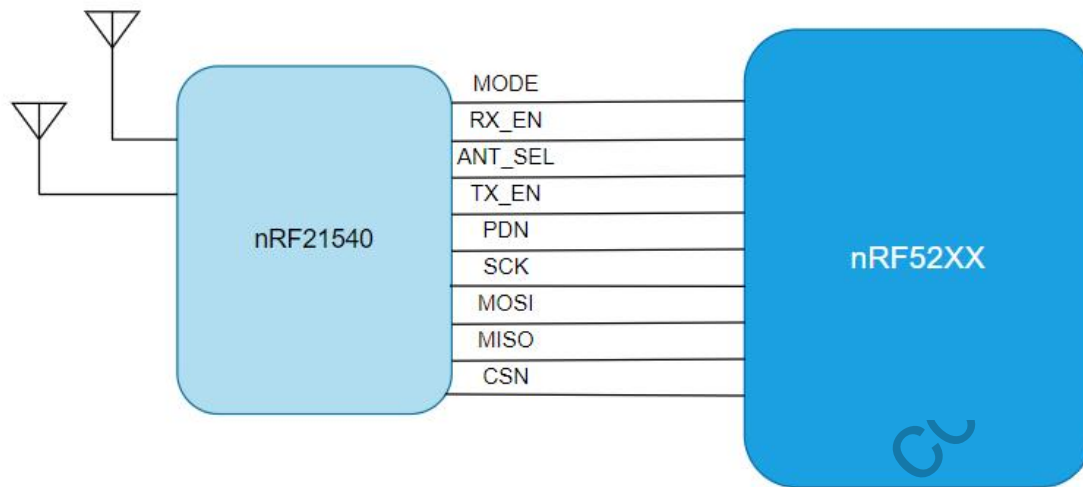 MODE
RX_EN
ANT_SEL
TX_EN
PDN
SCK
MOSI
MISO
CSN
nRF21540
nRF52XX